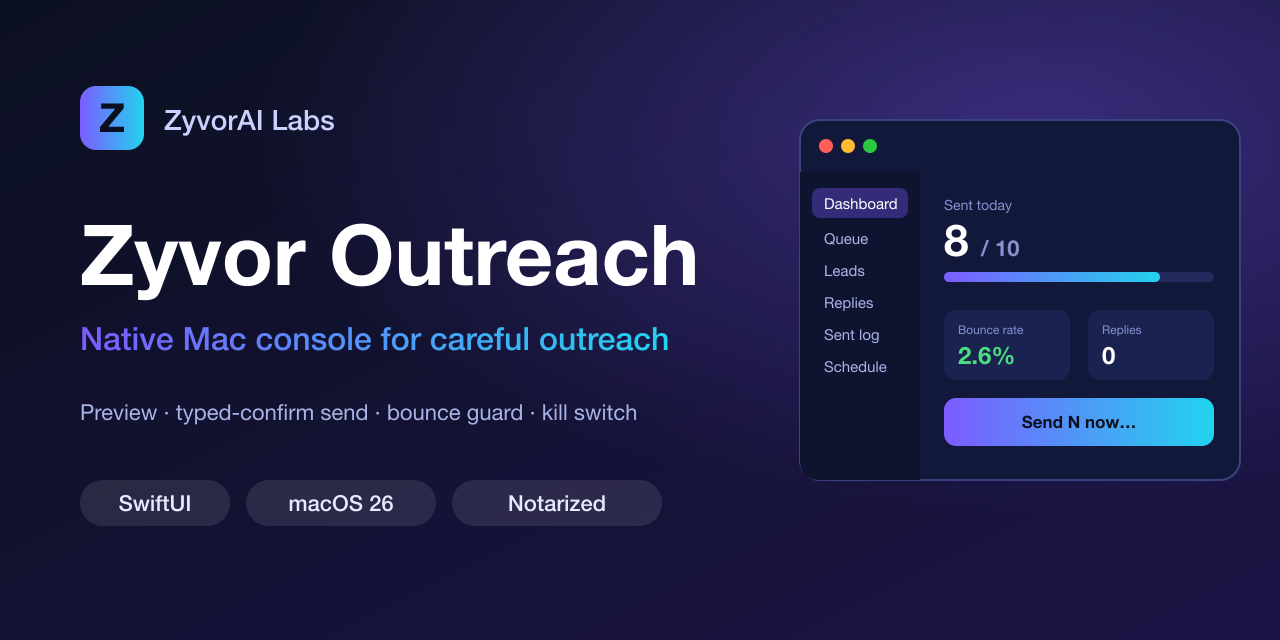 Z
ZyvorAI Labs
Zyvor Outreach
Native Mac console for careful outreach
Preview · typed-confirm send · bounce guard · kill switch
SwiftUI
macOS 26
Notarized
Dashboard
Queue
Leads
Replies
Sent log
Schedule
Sent today
8 / 10
Bounce rate
2.6%
Replies
0
Send N now…